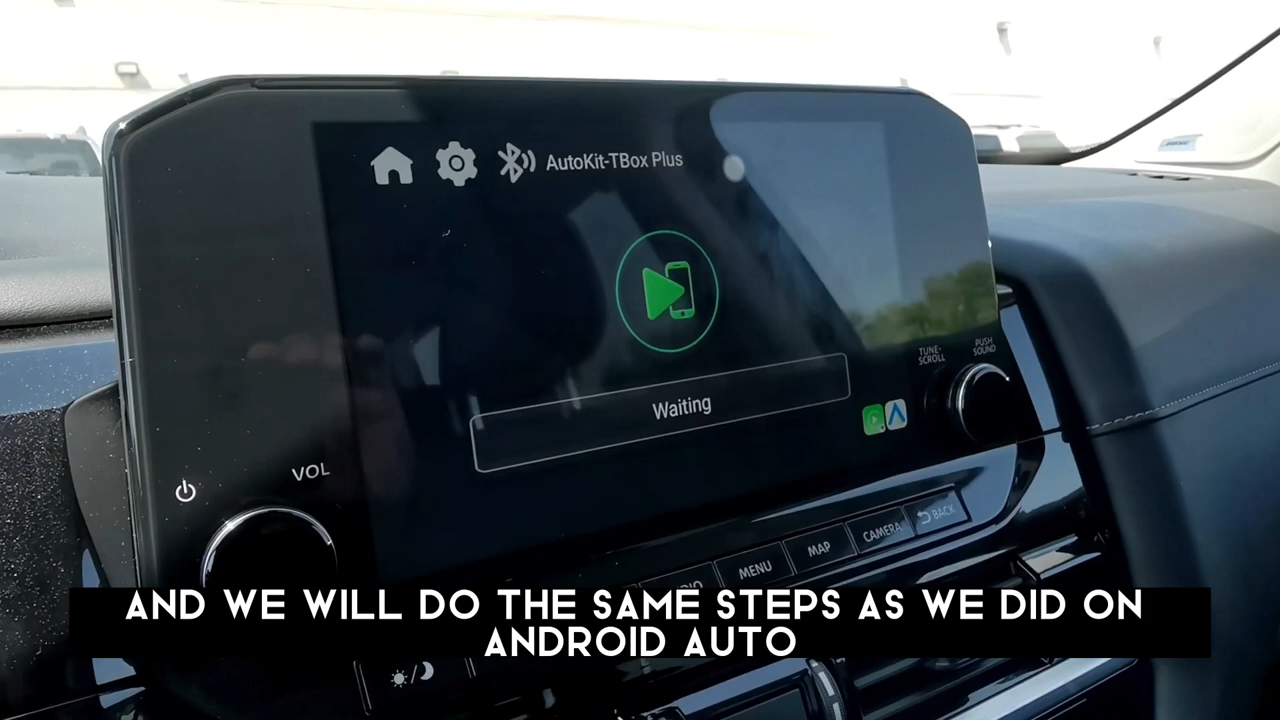 AutoKit-TBox Plus
Waiting
TUNE•
SCROLL
PUSH
SOUND
VOL
BACK
CAMERA
MAP
MENU
AND WE WILL DO THE SAME STEPS AS WE DID ON
ANDROID AUTO